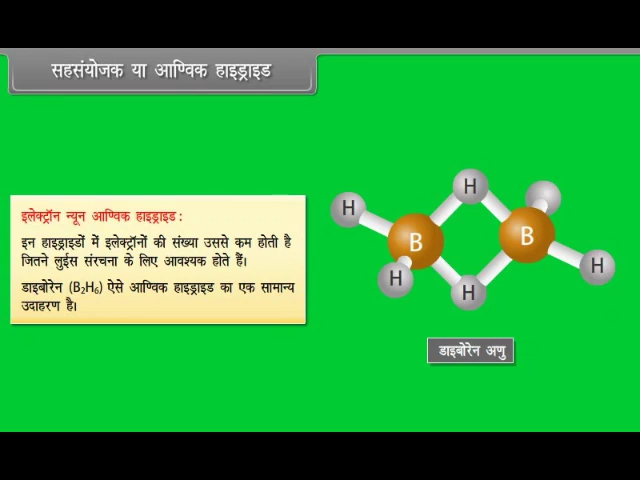 सहसंयोजक या आण्विक हाइड्राइड
इलेक्ट्रॉन न्यून आण्विक हाइड्राइड :
इन हाइड्राइडों में इलेक्ट्रॉनों की संख्या उससे कम होती है
जितने लुईस संरचना के लिए आवश्यक होते हैं।
डाइबोरेन (B₂H₆) ऐसे आण्विक हाइड्राइड का एक सामान्य
उदाहरण है।
H
H
B
B
H
H
H
डाइबोरेन अणु